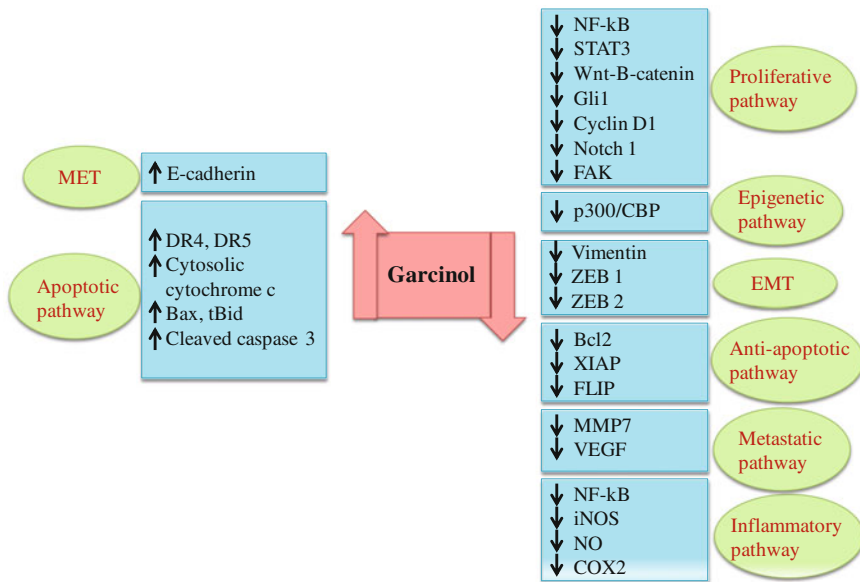 MET
↑ E-cadherin
Apoptotic
pathway
↑ DR4, DR5
↑ Cytosolic
cytochrome c
↑ Bax, tBid
↑ Cleaved caspase 3
Garcinol
↓ NF-kB
↓ STAT3
↓ Wnt-B-catenin
↓ Gli1
↓ Cyclin D1
↓ Notch 1
↓ FAK
Proliferative
pathway
↓ p300/CBP
Epigenetic
pathway
↓ Vimentin
↓ ZEB 1
↓ ZEB 2
EMT
↓ Bcl2
↓ XIAP
↓ FLIP
Anti-apoptotic
pathway
↓ MMP7
↓ VEGF
Metastatic
pathway
↓ NF-kB
↓ iNOS
↓ NO
↓ COX2
Inflammatory
pathway